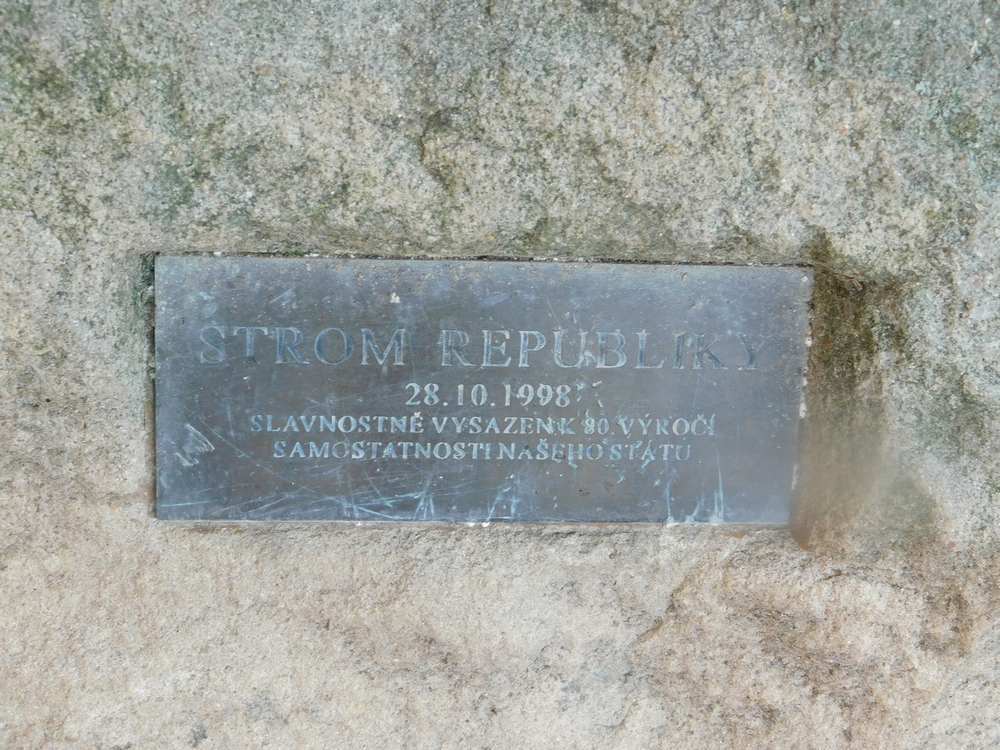 STROM REPUBLIKY
28.10.1998
SLAVNOSTNĚ VYSAZEN K 80. VÝROČÍ
SAMOSTATNOSTI NAŠEHO STÁTU